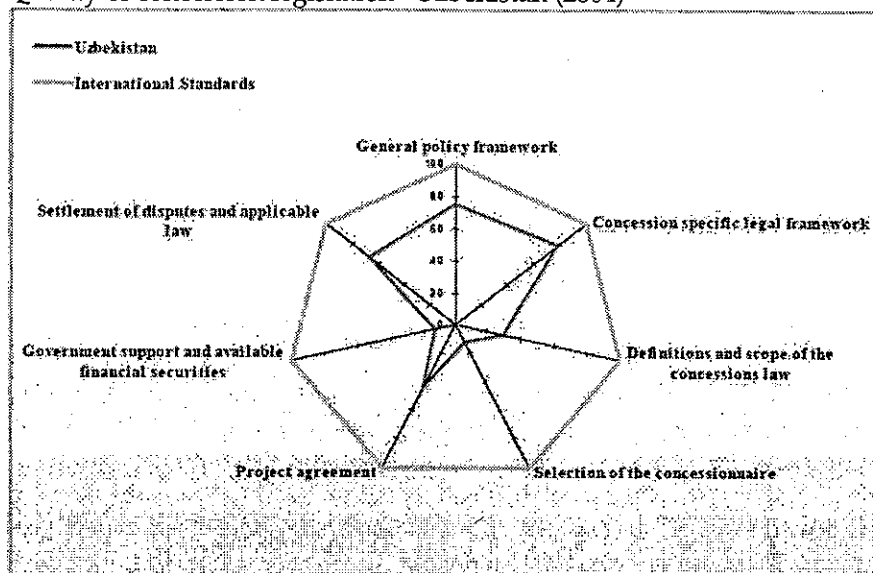 Uzbekistan
International Standards
General policy framework
100
80
60
40
20
0
Settlement of disputes and applicable
law
Concession specific legal framework
Government support and available
financial securities
Definitions and scope of the
concessions law
Project agreement
Selection of the concessionnaire